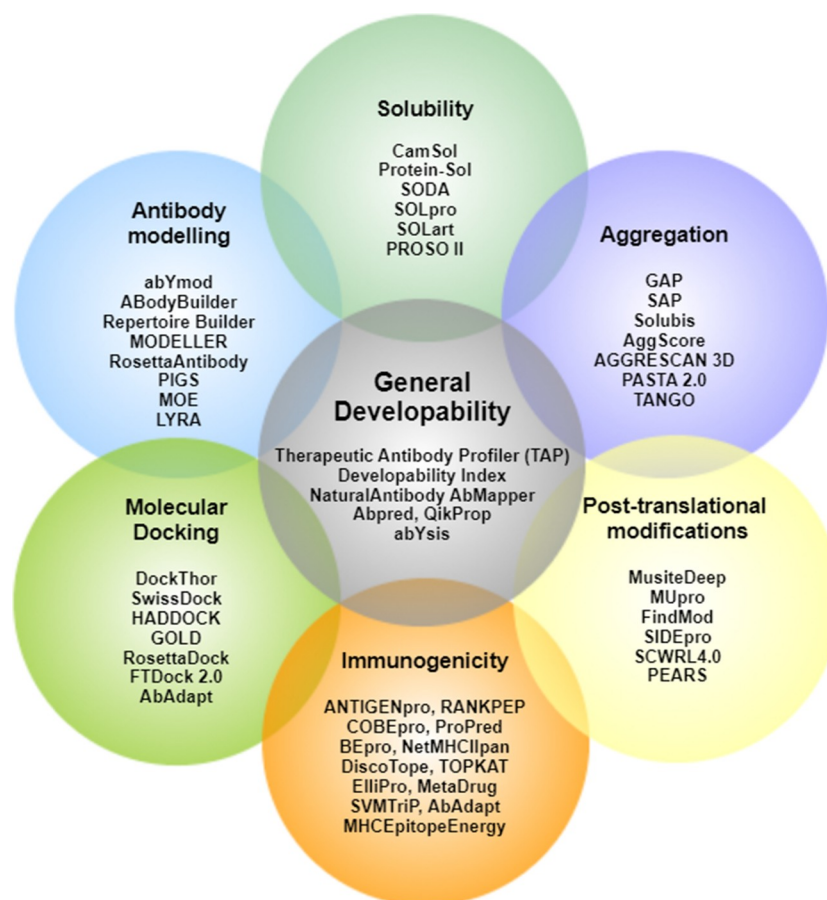 Solubility
CamSol
Protein-Sol
SODA
SOLpro
SOLart
PROSO II
Antibody
modelling
abYmod
ABodyBuilder
Repertoire Builder
MODELLER
RosettaAntibody
PIGS
MOE
LYRA
Aggregation
GAP
SAP
Solubis
AggScore
AGGRESCAN 3D
PASTA 2.0
TANGO
General
Developability
Therapeutic Antibody Profiler (TAP)
Developability Index
NaturalAntibody AbMapper
Abpred, QikProp
abYsis
Molecular
Docking
DockThor
SwissDock
HADDOCK
GOLD
RosettaDock
FTDock 2.0
AbAdapt
Post-translational
modifications
MusiteDeep
MUpro
FindMod
SIDEpro
SCWRL4.0
PEARS
Immunogenicity
ANTIGENpro, RANKPEP
COBEpro, ProPred
BEpro, NetMHCIIpan
DiscoTope, TOPKAT
ElliPro, MetaDrug
SVMTriP, AbAdapt
MHCEpitopeEnergy